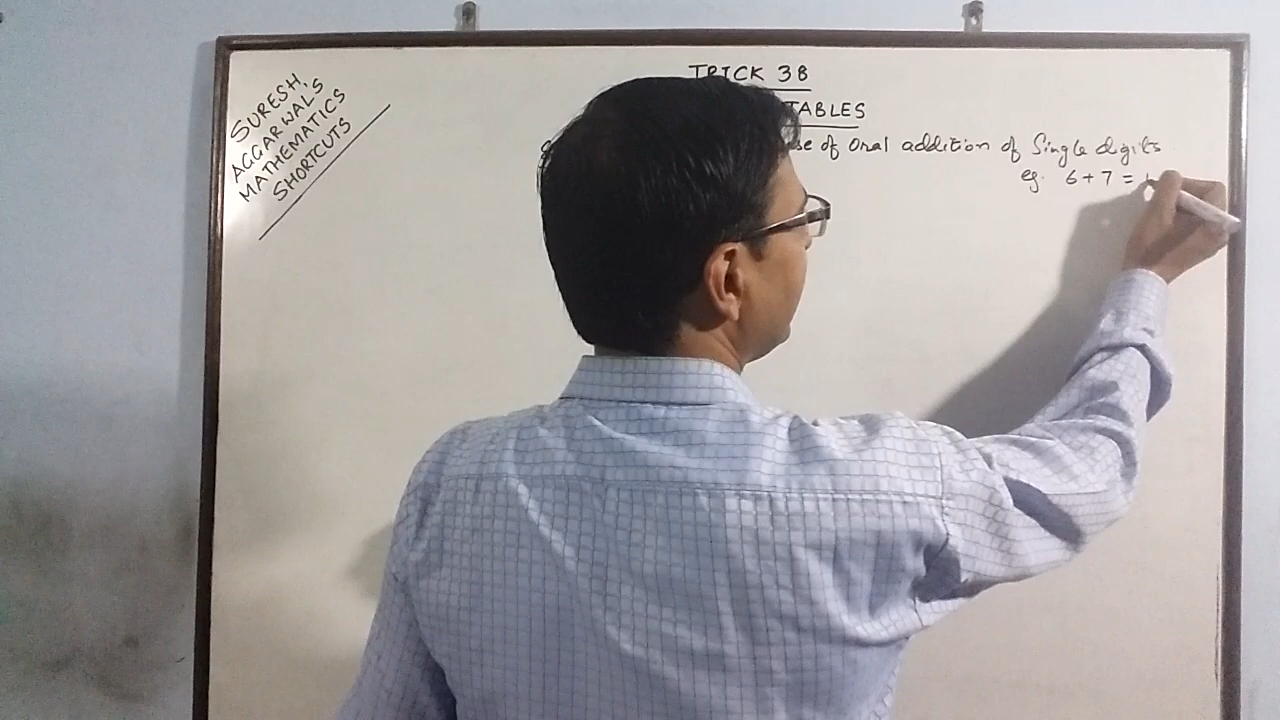 SURESH
AGGARWAL'S
MATHEMATICS
SHORTCUTS
TRICK 38
TABLES
of Oral addition of Single digits
eg. 6+7 =